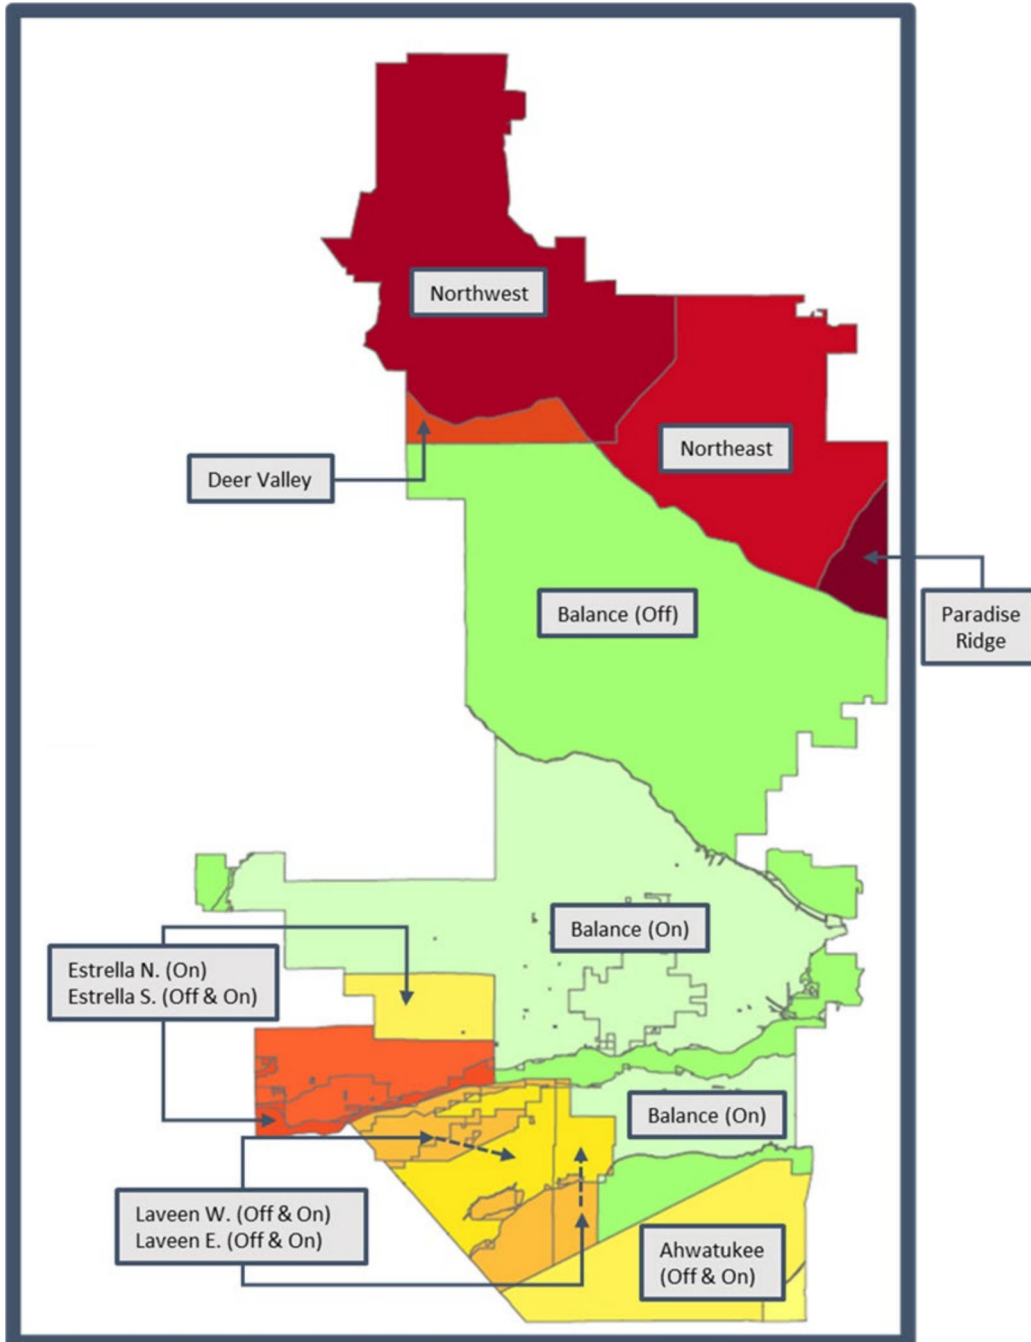 Northwest
Northeast
Deer Valley
Balance (Off)
Paradise
Ridge
Balance (On)
Estrella N. (On)
Estrella S. (Off & On)
Balance (On)
Laveen W. (Off & On)
Laveen E. (Off & On)
Ahwatukee
(Off & On)